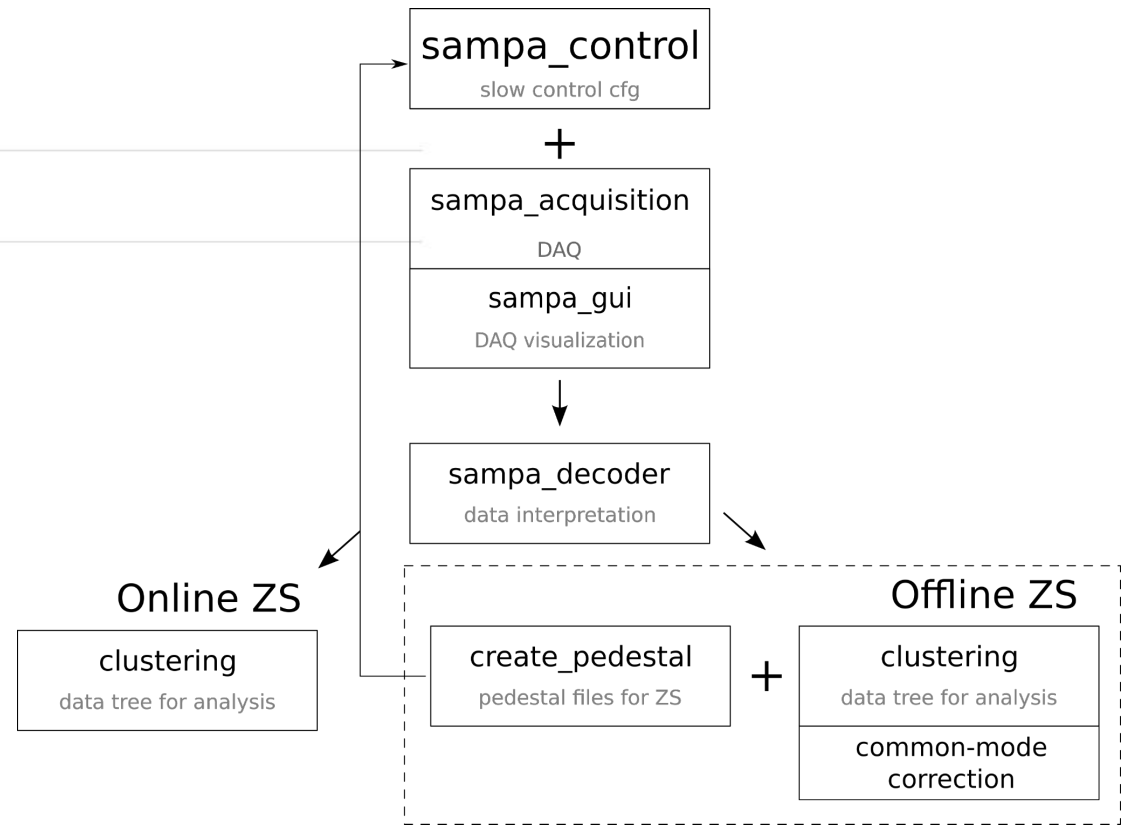 sampa_control
slow control cfg
+
sampa_acquisition
DAQ
sampa_gui
DAQ visualization
sampa_decoder
data interpretation
Online ZS
clustering
data tree for analysis
Offline ZS
create_pedestal
pedestal files for ZS
+
clustering
data tree for analysis
common-mode
correction